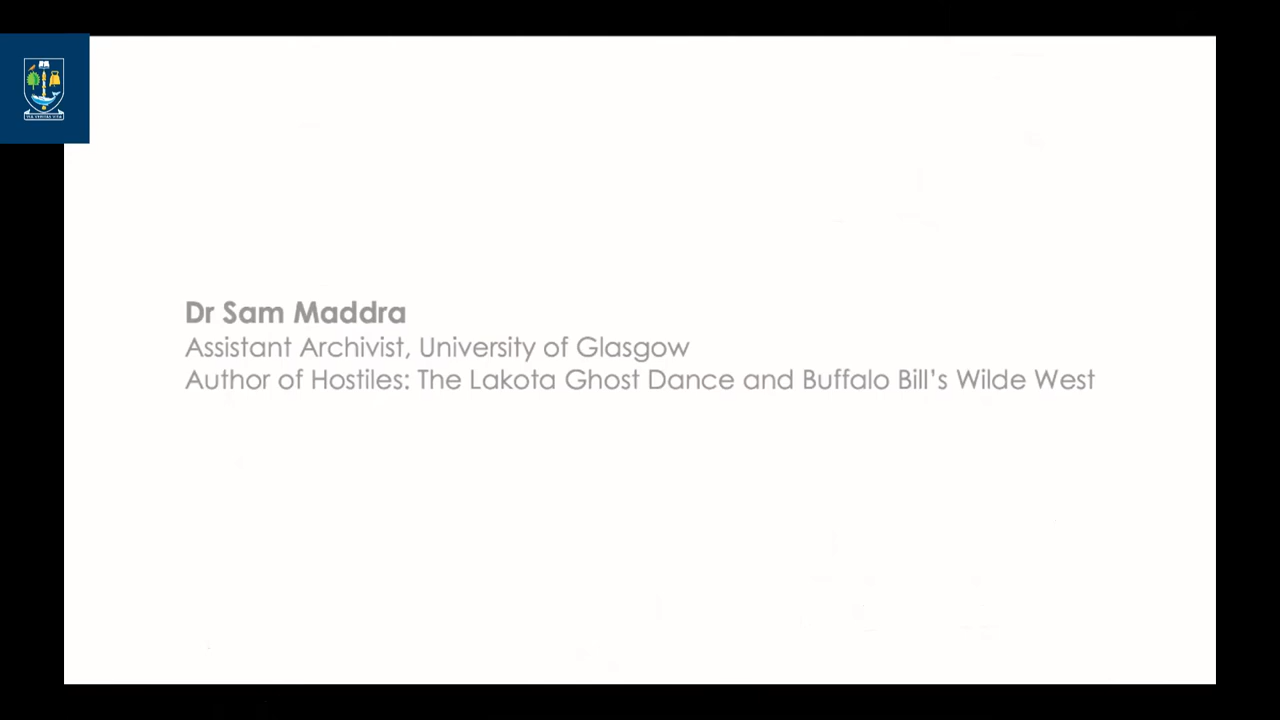 Dr Sam Maddra
Assistant Archivist, University of Glasgow
Author of Hostiles: The Lakota Ghost Dance and Buffalo Bill’s Wilde West